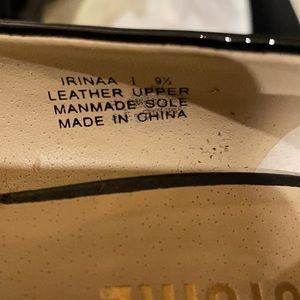 IRINAA I 9½
LEATHER UPPER
MANMADE SOLE
MADE IN CHINA